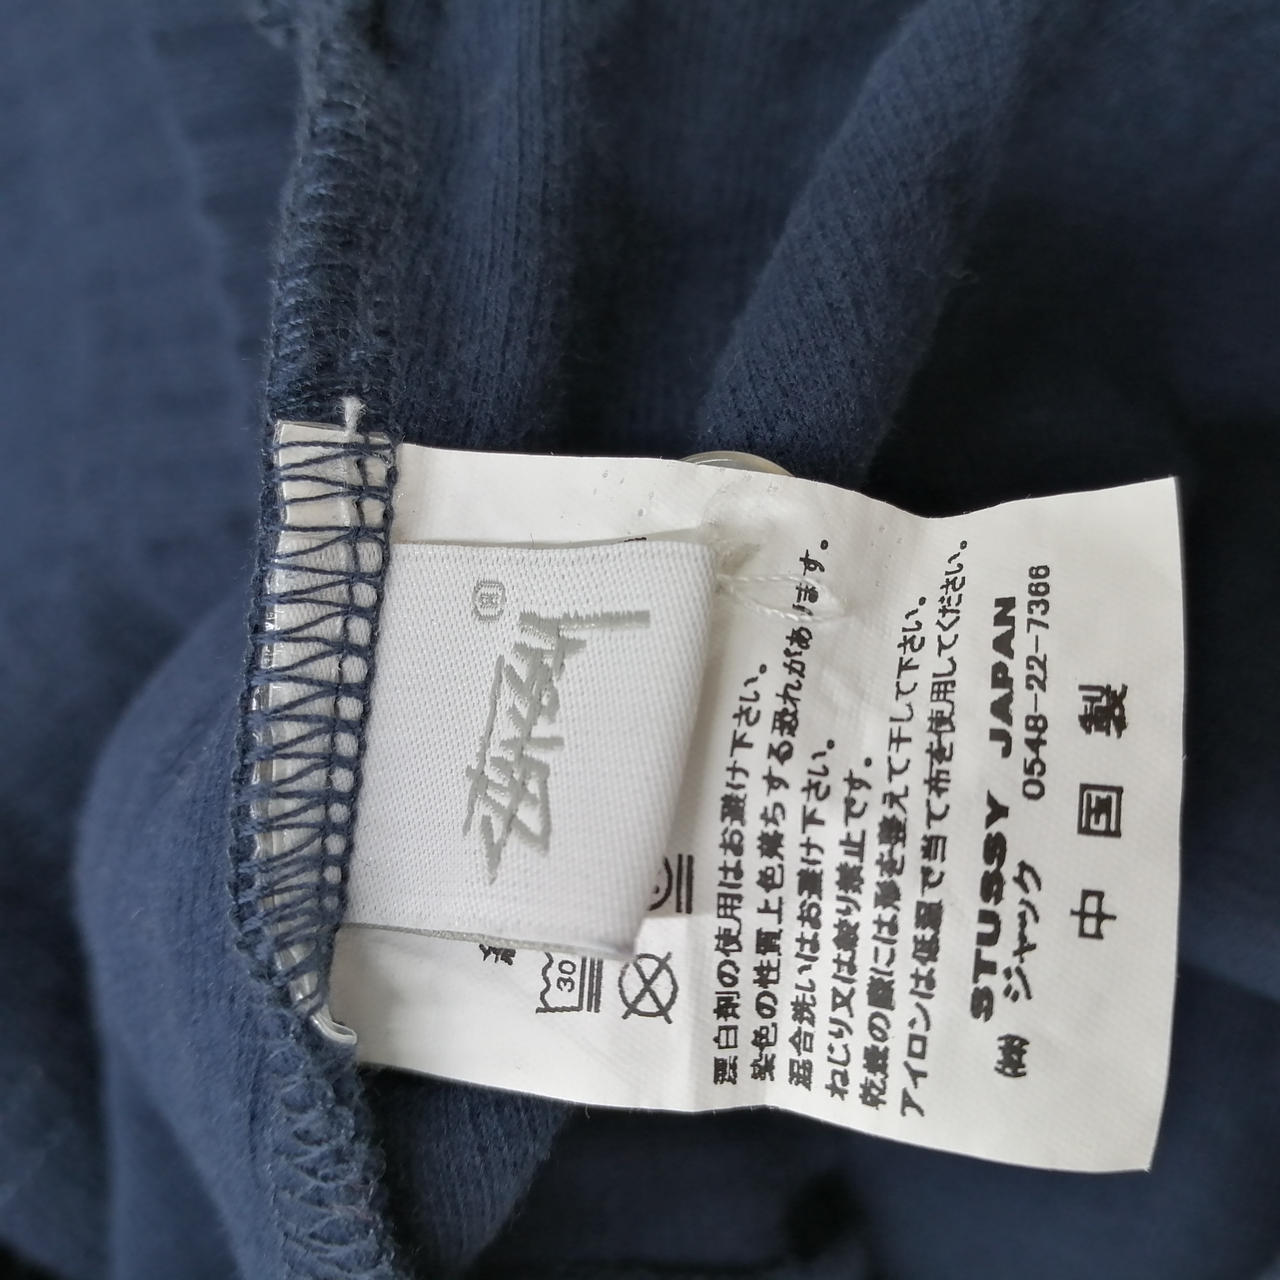 STÜSSY
®
30
漂白剤の使用はお避け下さい。
染色の性質上色落ちする恐れがあります。
混合洗いはお避け下さい。
ねじり又は絞り禁止です。
乾燥の際には形を整えて干して下さい。
アイロンは低温で当て布を使用してください。
STUSSY JAPAN
㈱ ジャック 0548-22-7366
中国製